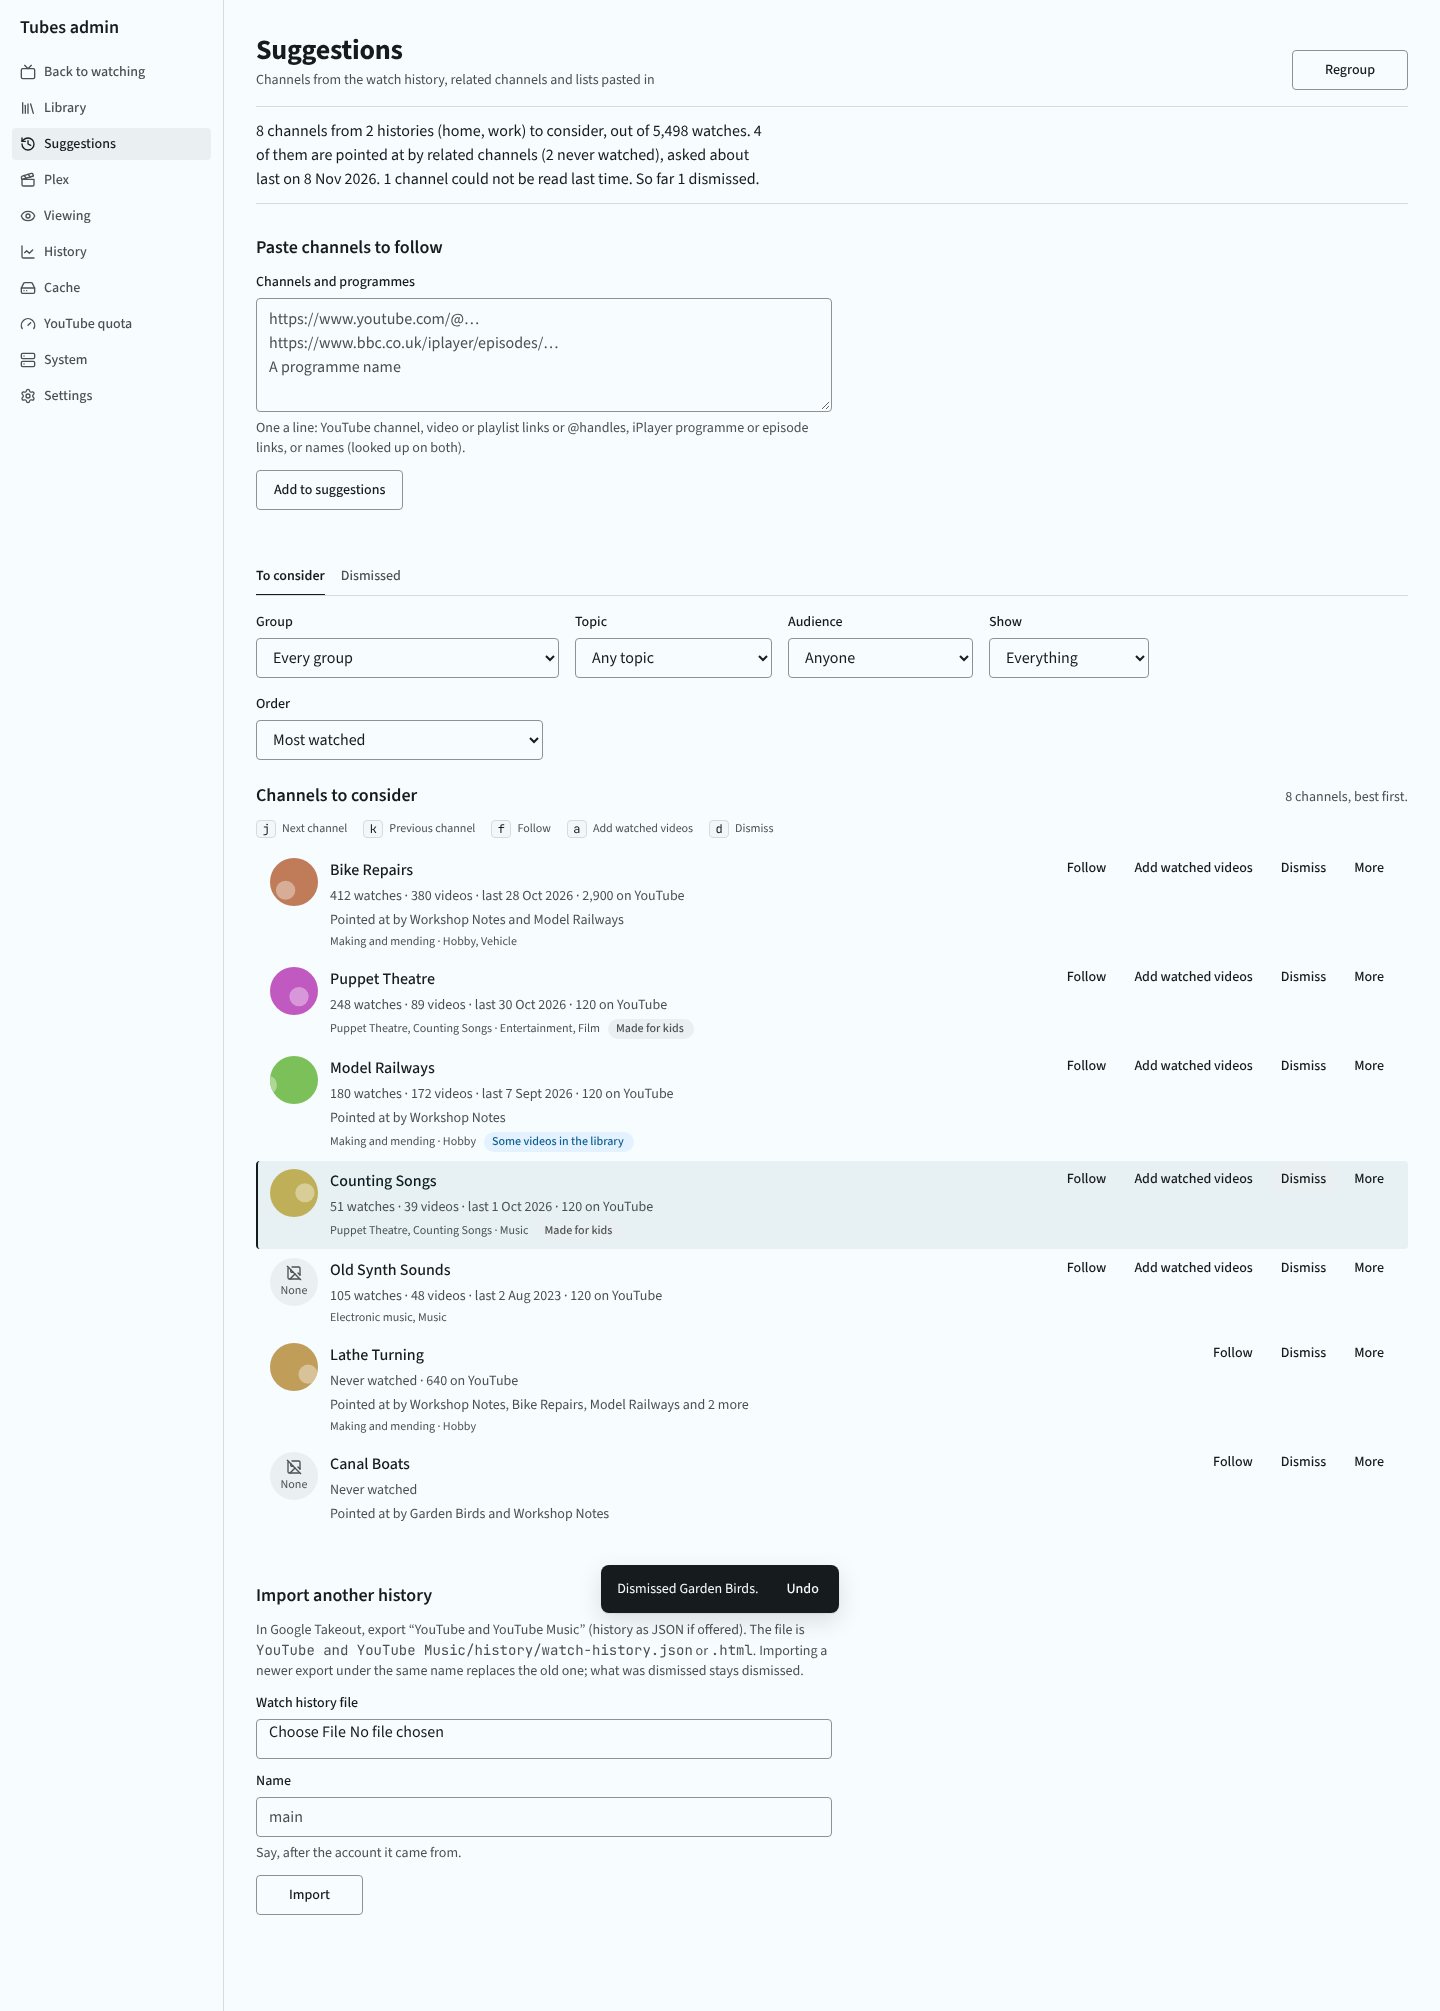 Tubes admin
Back to watching
Library
Suggestions
Plex
Viewing
History
Cache
YouTube quota
System
Settings
Suggestions
Channels from the watch history, related channels and lists pasted in
Regroup
8 channels from 2 histories (home, work) to consider, out of 5,498 watches. 4
of them are pointed at by related channels (2 never watched), asked about
last on 8 Nov 2026. 1 channel could not be read last time. So far 1 dismissed.
Paste channels to follow
Channels and programmes
https://www.youtube.com/@…
https://www.bbc.co.uk/iplayer/episodes/…
A programme name
One a line: YouTube channel, video or playlist links or @handles, iPlayer programme or episode
links, or names (looked up on both).
Add to suggestions
To consider Dismissed
Group Topic Audience Show
Every group Any topic Anyone Everything
Order
Most watched
Channels to consider 8 channels, best first.
j Next channel k Previous channel f Follow a Add watched videos d Dismiss
Bike Repairs Follow Add watched videos Dismiss More
412 watches · 380 videos · last 28 Oct 2026 · 2,900 on YouTube
Pointed at by Workshop Notes and Model Railways
Making and mending · Hobby, Vehicle
Puppet Theatre Follow Add watched videos Dismiss More
248 watches · 89 videos · last 30 Oct 2026 · 120 on YouTube
Puppet Theatre, Counting Songs · Entertainment, Film Made for kids
Model Railways Follow Add watched videos Dismiss More
180 watches · 172 videos · last 7 Sept 2026 · 120 on YouTube
Pointed at by Workshop Notes
Making and mending · Hobby Some videos in the library
Counting Songs Follow Add watched videos Dismiss More
51 watches · 39 videos · last 1 Oct 2026 · 120 on YouTube
Puppet Theatre, Counting Songs · Music Made for kids
None
Old Synth Sounds Follow Add watched videos Dismiss More
105 watches · 48 videos · last 2 Aug 2023 · 120 on YouTube
Electronic music, Music
Lathe Turning Follow Dismiss More
Never watched · 640 on YouTube
Pointed at by Workshop Notes, Bike Repairs, Model Railways and 2 more
Making and mending · Hobby
None
Canal Boats Follow Dismiss More
Never watched
Pointed at by Garden Birds and Workshop Notes
Dismissed Garden Birds. Undo
Import another history
In Google Takeout, export “YouTube and YouTube Music” (history as JSON if offered). The file is
YouTube and YouTube Music/history/watch-history.json or .html. Importing a
newer export under the same name replaces the old one; what was dismissed stays dismissed.
Watch history file
Choose File No file chosen
Name
main
Say, after the account it came from.
Import